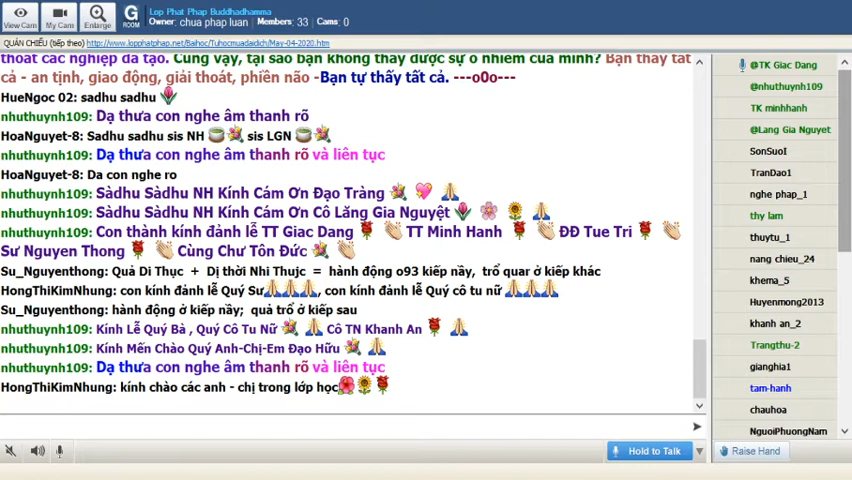 Lop Phat Phap Buddhadhamma
Owner: chua phap luan , Members: 33 , Cams: 0
View Cam
My Cam
Enlarge
G
ROOM
QUÁN CHIẾU (tiếp theo) http://www.lopphatphap.net/Baihoc/Tuhocmuadaidich/May-04-2020.htm
thoát các nghiệp đã tạo. Cũng vậy, tại sao bạn không thấy được sự ô nhiễm của mình? Bạn thấy tất
cả - an tịnh, giao động, giải thoát, phiền não -Bạn tự thấy tất cả. ---o0o---
HueNgoc 02: sadhu sadhu
nhuthuynh109: Dạ thưa con nghe âm thanh rõ
HoaNguyet-8: Sadhu sadhu sis NH sis LGN
nhuthuynh109: Dạ thưa con nghe âm thanh rõ và liên tục
HoaNguyet-8: Da con nghe ro
nhuthuynh109: Sàdhu Sàdhu NH Kính Cám Ơn Đạo Tràng
nhuthuynh109: Sàdhu Sàdhu NH Kính Cám Ơn Cô Lăng Gia Nguyệt
nhuthuynh109: Con thành kính đảnh lễ TT Giac Dang TT Minh Hanh ĐĐ Tue Tri
Sư Nguyen Thong Cùng Chư Tôn Đức
Su_Nguyenthong: Quả Di Thục + Dị thời Nhi Thujc = hành động o93 kiếp nầy, trổ quar ở kiếp khác
HongThịKimNhung: con kính đảnh lễ Quý Sư, con kính đảnh lễ Quý cô tu nữ
Su_Nguyenthong: hành động ở kiếp nầy; quả trổ ở kiếp sau
nhuthuynh109: Kính Lễ Quý Bà , Quý Cô Tu Nữ Cô TN Khanh An
nhuthuynh109: Kính Mến Chào Quý Anh-Chị-Em Đạo Hữu
nhuthuynh109: Dạ thưa con nghe âm thanh rõ và liên tục
HongThịKimNhung: kính chào các anh - chị trong lớp học
@TK Giac Dang
@nhuthuynh109
TK minhhanh
@Lang Gia Nguyet
SonSuoI
TranDao1
nghe phap_1
thy lam
thuytu_1
nang chieu_24
khema_5
Huyenmong2013
khanh an_2
Trangthu-2
gianghia1
tam-hanh
chauhoa
NguoiPhuongNam
Hold to Talk
Raise Hand